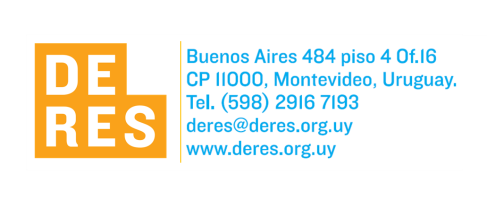 DE
RES
Buenos Aires 484 piso 4 Of.16
CP 11000, Montevideo, Uruguay.
Tel. (598) 2916 7193
deres@deres.org.uy
www.deres.org.uy